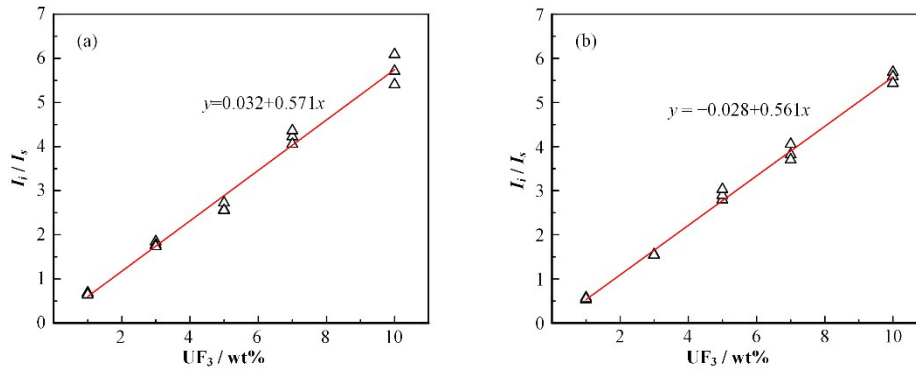 (a)
y=0.032+0.571x
I_i / I_s
7
6
5
4
3
2
1
0
2 4 6 8 10
UF₃ / wt%
(b)
y = −0.028+0.561x
I_i / I_s
7
6
5
4
3
2
1
0
2 4 6 8 10
UF₃ / wt%